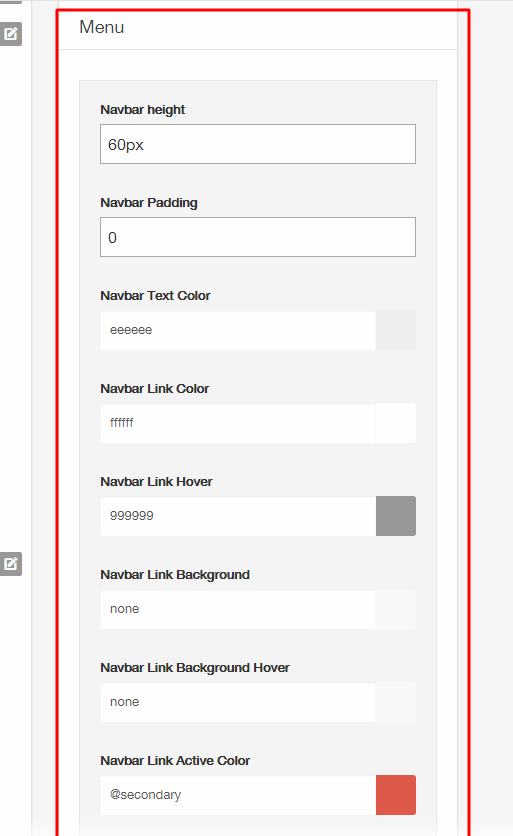 Menu
Navbar height
60px
Navbar Padding
0
Navbar Text Color
eeeeee
Navbar Link Color
ffffff
Navbar Link Hover
999999
Navbar Link Background
none
Navbar Link Background Hover
none
Navbar Link Active Color
@secondary